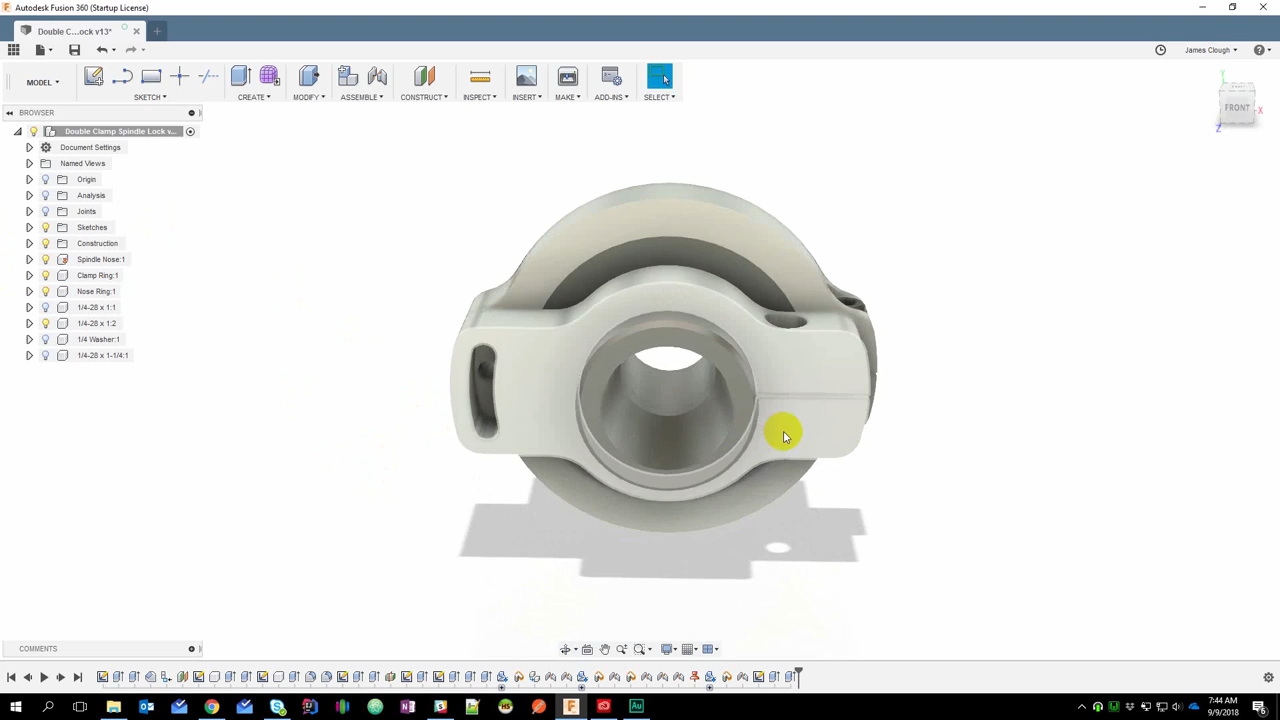 Autodesk Fusion 360 (Startup License)
Double C...ock v13*
James Clough
MODEL
SKETCH
CREATE
MODIFY
ASSEMBLE
CONSTRUCT
INSPECT
INSERT
MAKE
ADD-INS
SELECT
BROWSER
Double Clamp Spindle Lock v...
Document Settings
Named Views
Origin
Analysis
Joints
Sketches
Construction
Spindle Nose:1
Clamp Ring:1
Nose Ring:1
1/4-28 x 1:1
1/4-28 x 1:2
1/4 Washer:1
1/4-28 x 1-1/4:1
Y
FRONT
X
Z
COMMENTS
7:44 AM
9/9/2018